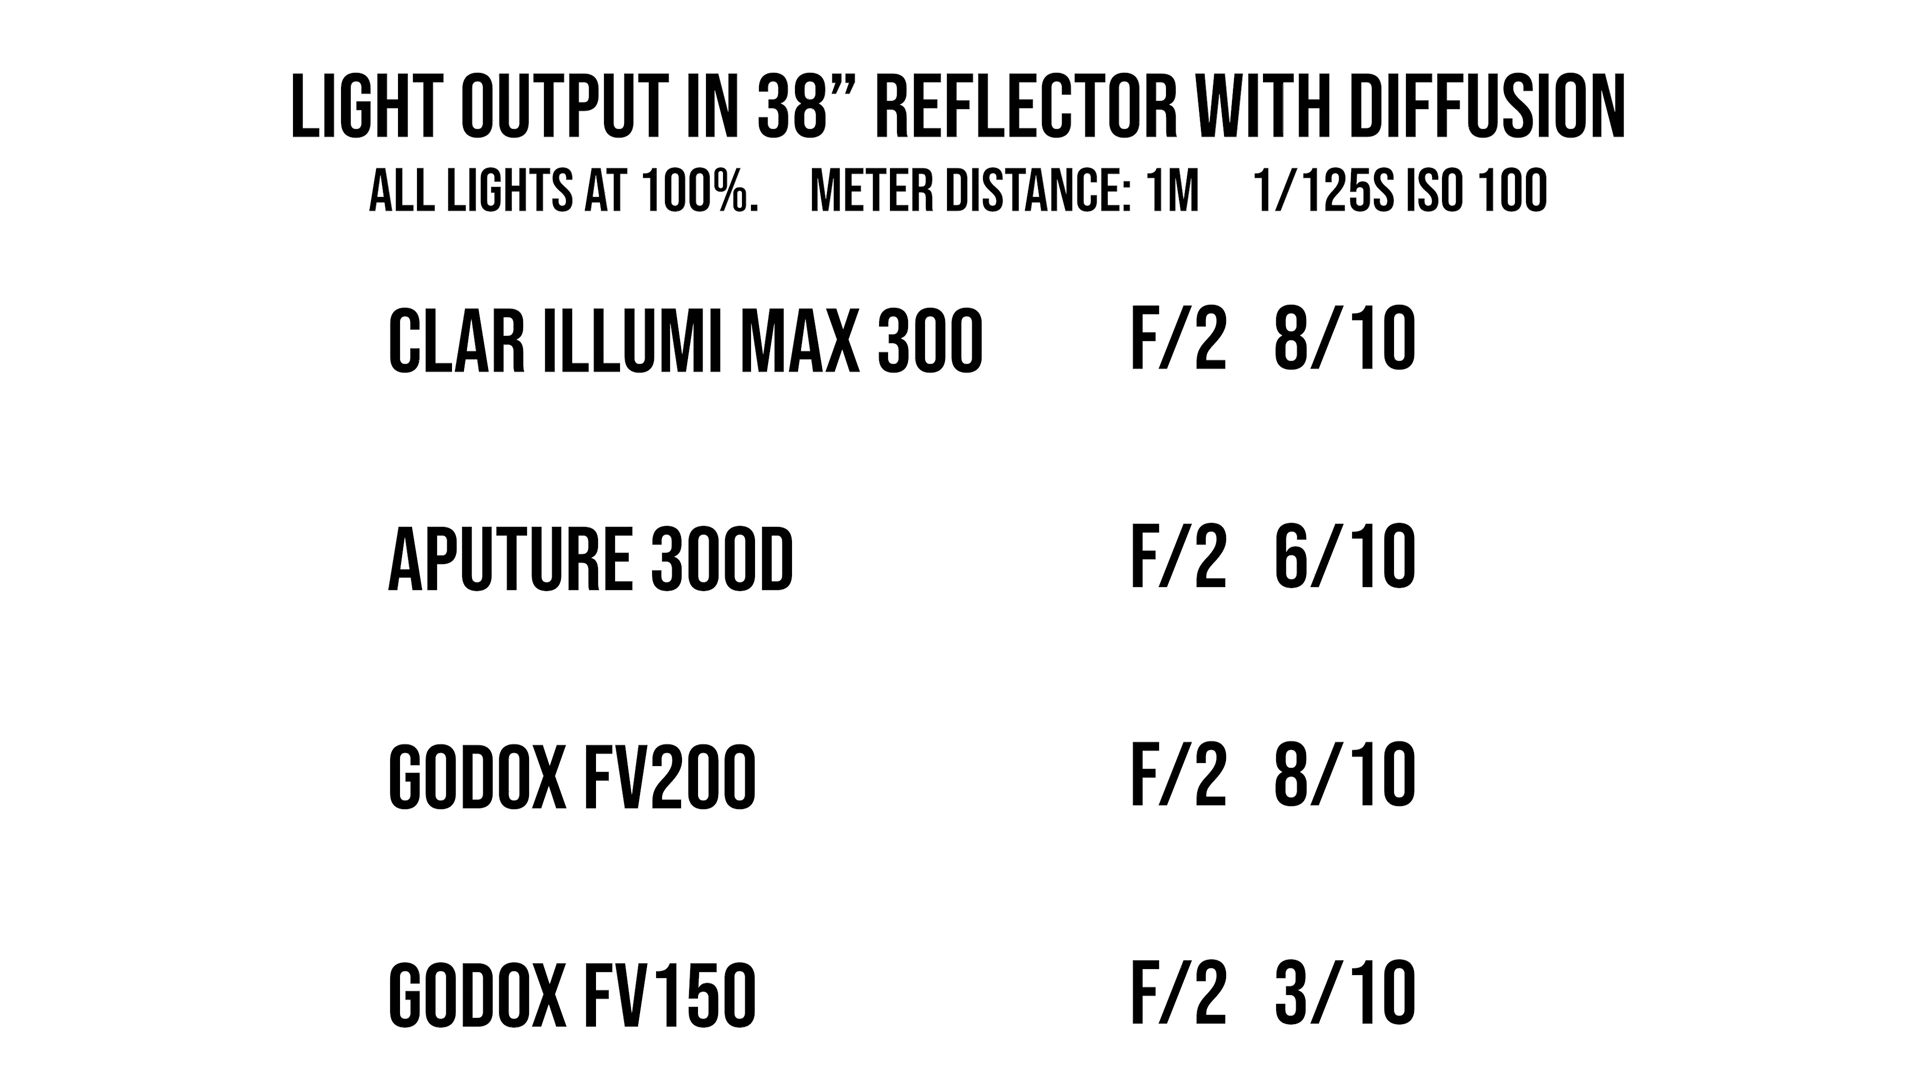 LIGHT OUTPUT IN 38” REFLECTOR WITH DIFFUSION
ALL LIGHTS AT 100%. METER DISTANCE: 1M 1/125S ISO 100
CLAR ILLUMI MAX 300 F/2 8/10
APUTURE 300D F/2 6/10
GODOX FV200 F/2 8/10
GODOX FV150 F/2 3/10